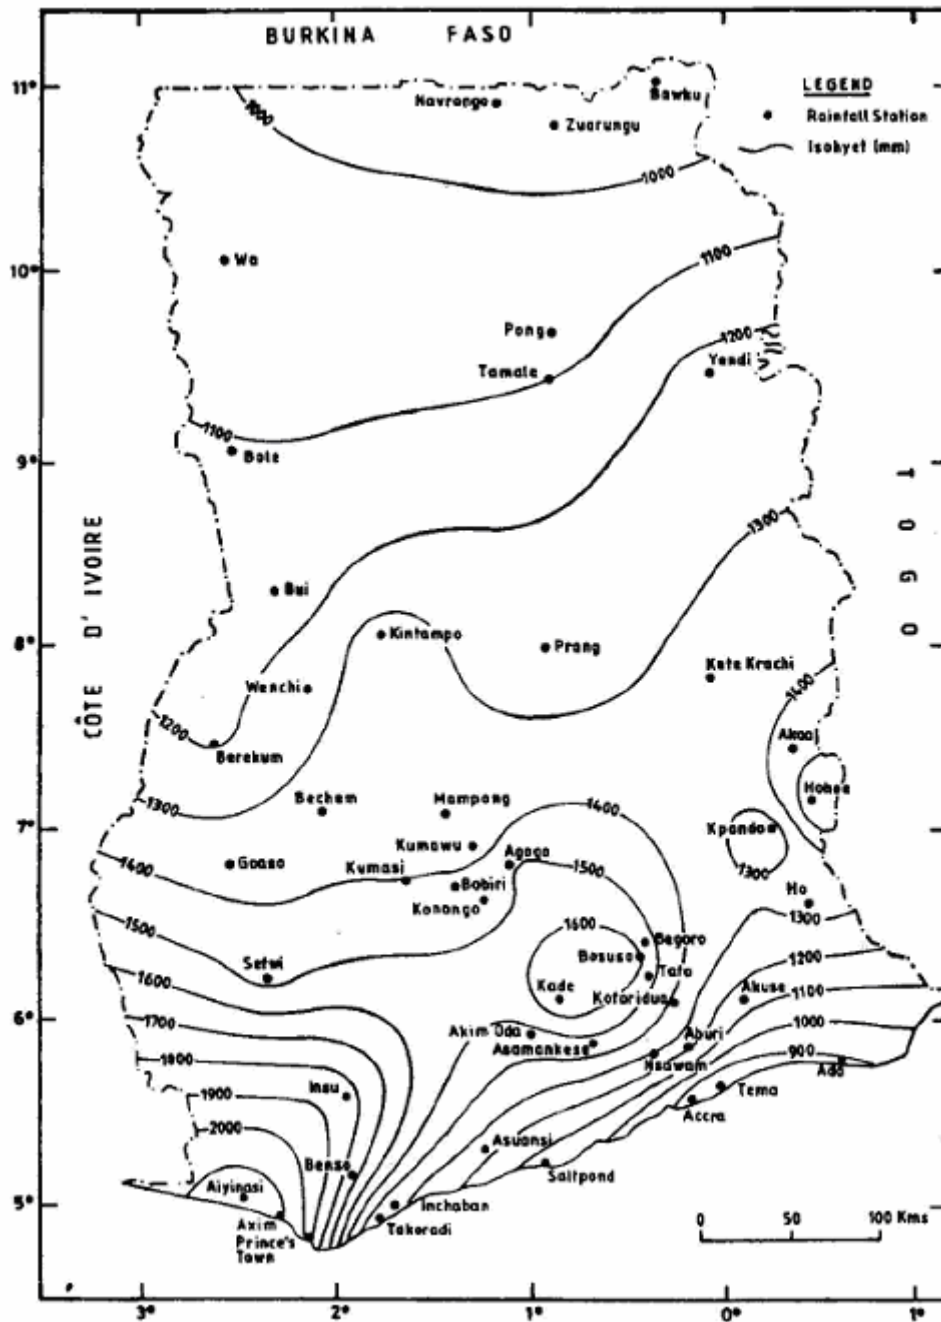 BURKINA FASO
11°
Navrongo
Bawku
Zuarungu
LEGEND
Rainfall Station
Isohyet (mm)
1000
1000
Wa
10°
1100
Pong
Tamale
1200
Yendi
1100
Bole
9°
TOGO
1300
CÔTE D' IVOIRE
Bui
8°
Kintampo
Prang
Kete Krachi
Wenchi
1400
1200
Berekum
Akaaj
Hohoe
1300
Bechem
Mampong
1400
7°
Kpando
1300
Kumawu
Agogo
1400
Goaso
Kumasi
Bobiri
1500
Konongo
Ho
1300
1500
1600
Begoro
Bosuso
1200
Sefwi
Tafo
1600
Kade
Koforidua
Akuse
1100
6°
1700
Akim Oda
Asamankese
Aburi
1000
Nsawam
900
1800
Ada
1900
Insu
Tema
Accra
2000
Asuansi
Benso
Saltpond
Aiyinasi
5°
Inchaban
Axim
Prince's
Town
Takoradi
0 50 100 Kms
3° 2° 1° 0° 1°